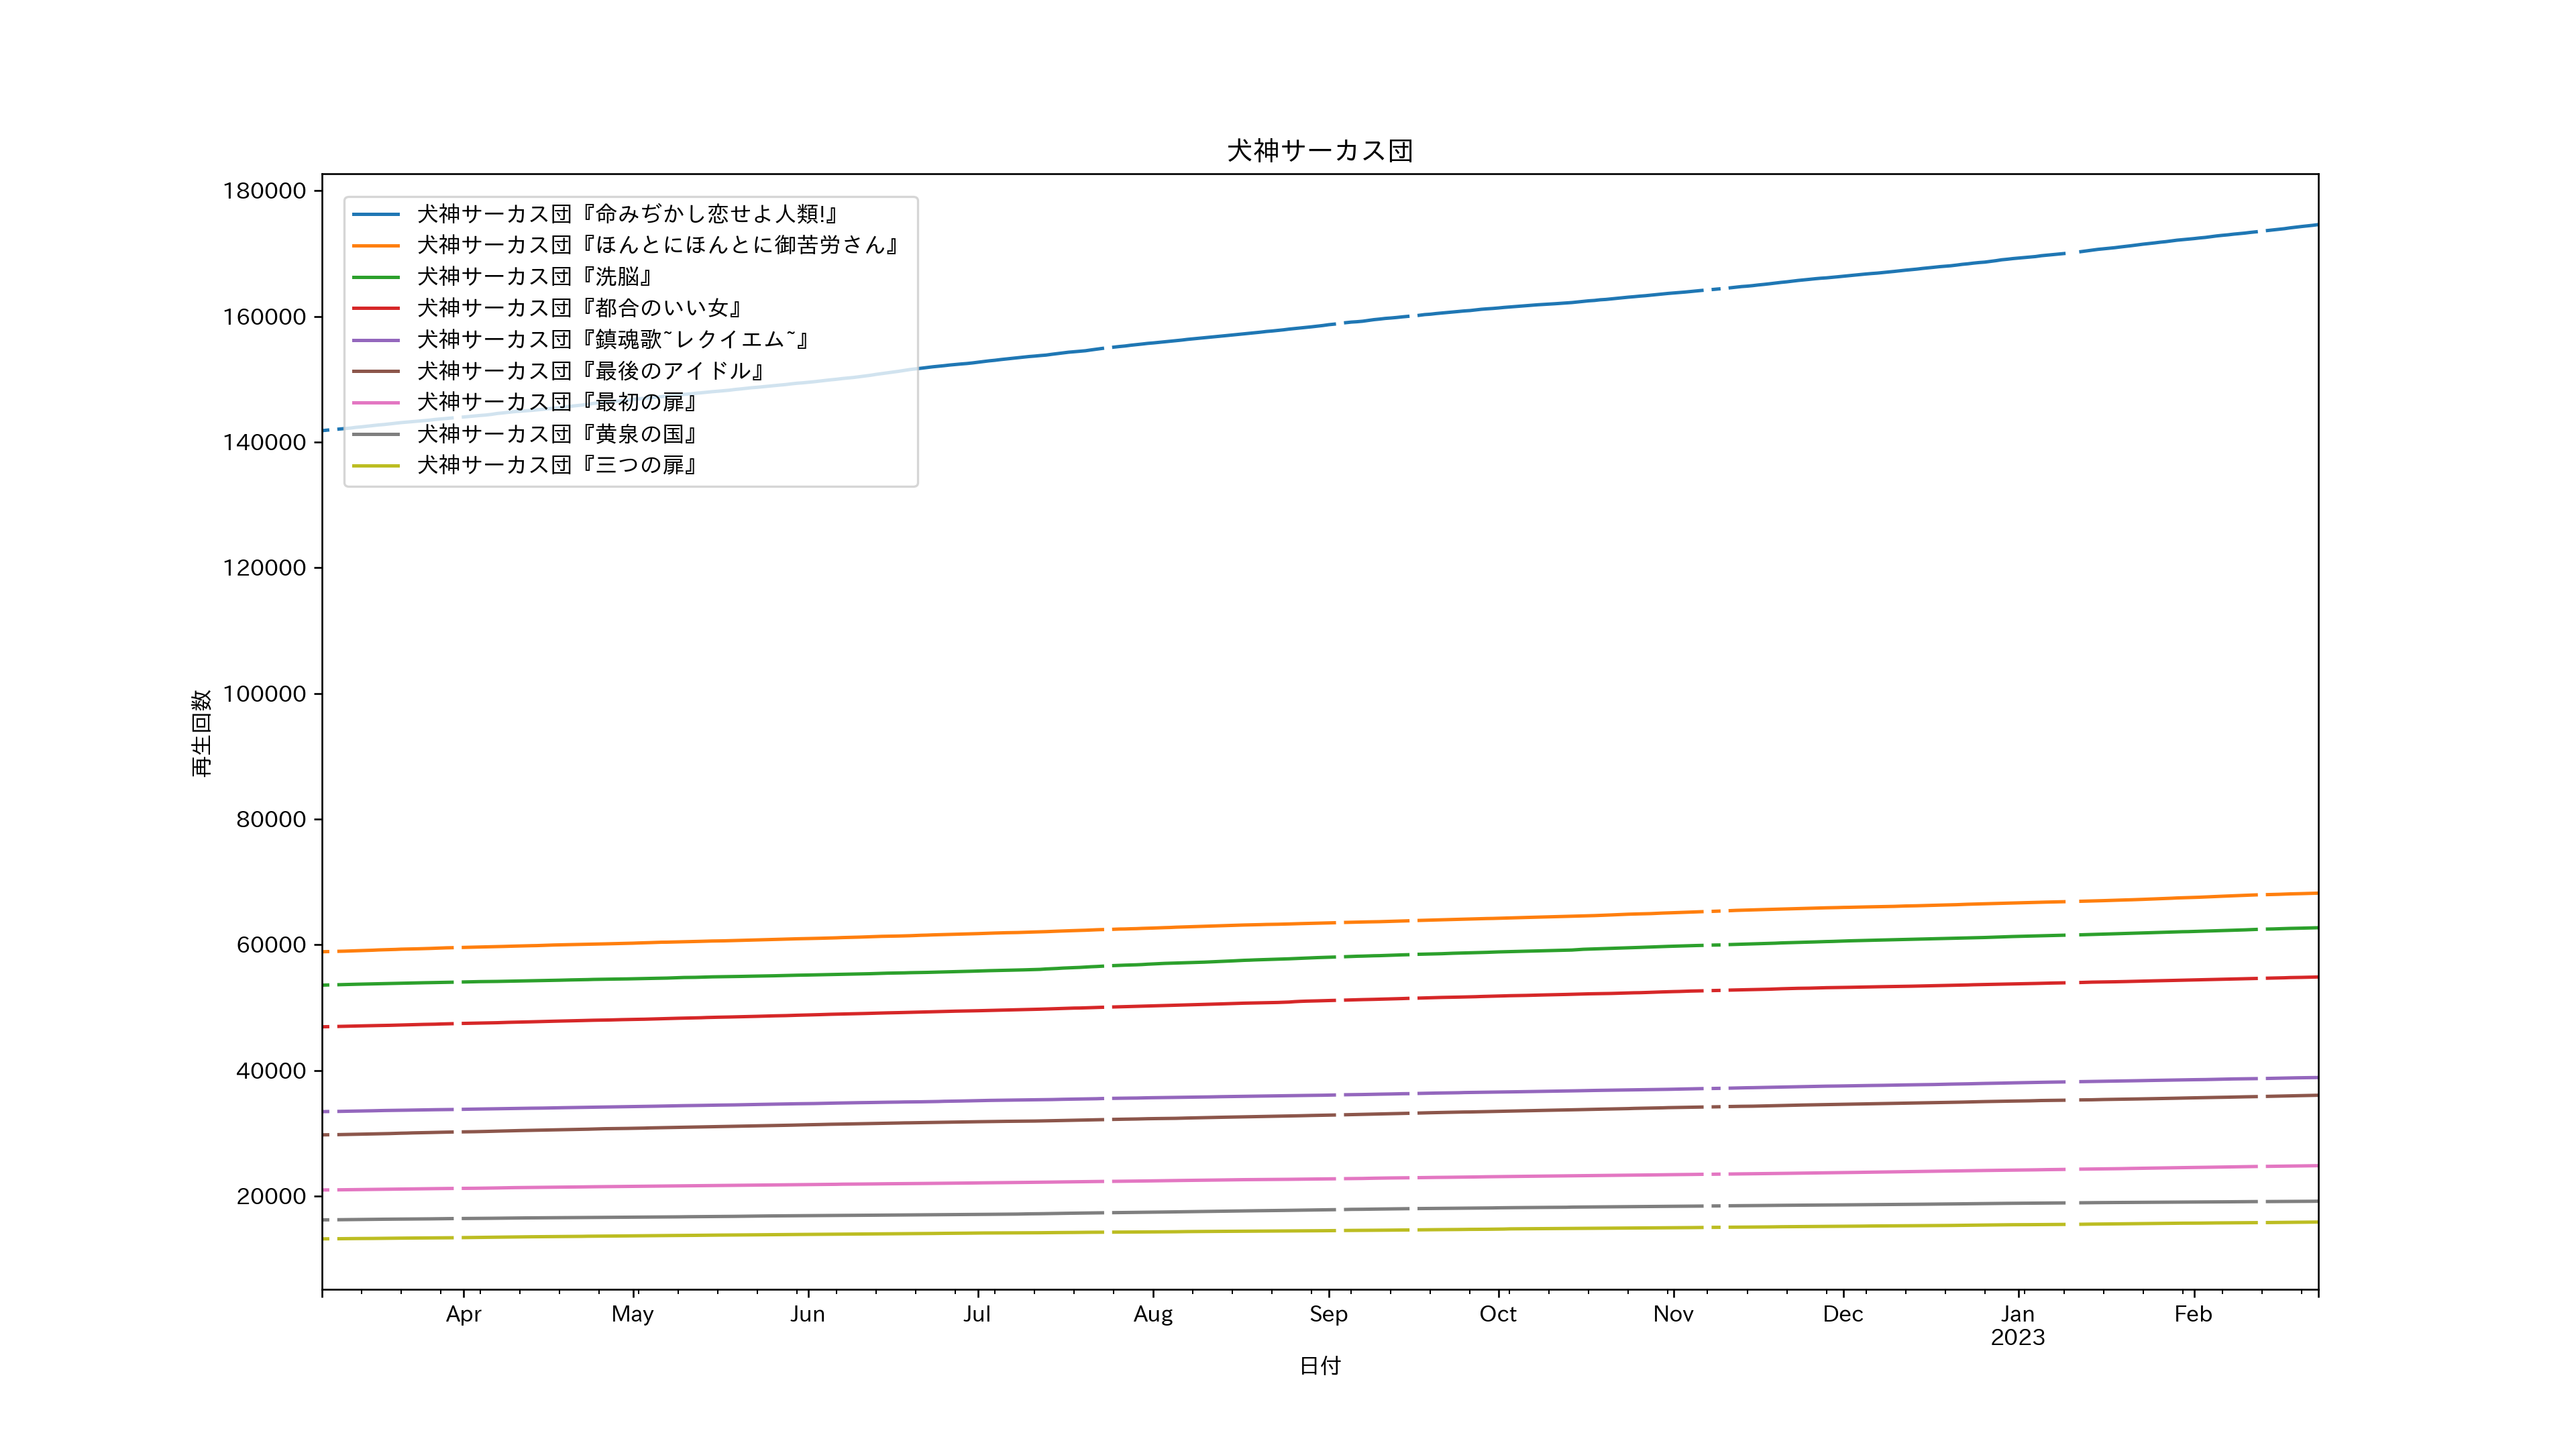 犬神サーカス団
180000
160000
140000
120000
100000
80000
60000
40000
20000
再生回数
犬神サーカス団『命みぢかし恋せよ人類!』
犬神サーカス団『ほんとにほんとに御苦労さん』
犬神サーカス団『洗脳』
犬神サーカス団『都合のいい女』
犬神サーカス団『鎮魂歌~レクイエム~』
犬神サーカス団『最後のアイドル』
犬神サーカス団『最初の扉』
犬神サーカス団『黄泉の国』
犬神サーカス団『三つの扉』
Apr May Jun Jul Aug Sep Oct Nov Dec Jan Feb
2023
日付